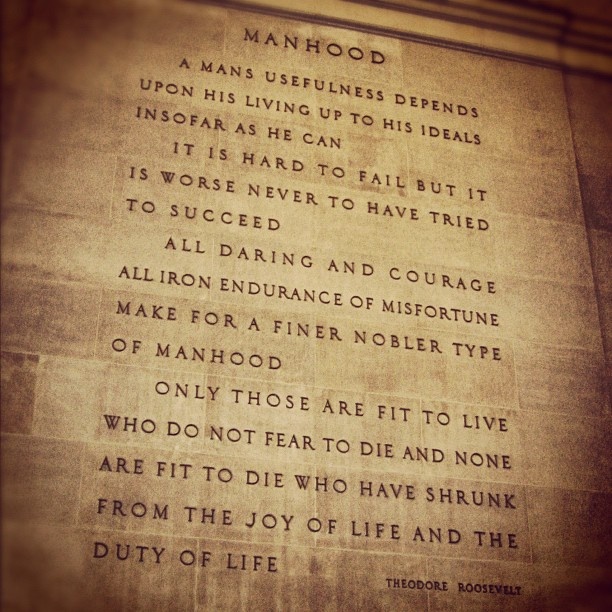 MANHOOD
A MANS USEFULNESS DEPENDS
UPON HIS LIVING UP TO HIS IDEALS
INSOFAR AS HE CAN
IT IS HARD TO FAIL BUT IT
IS WORSE NEVER TO HAVE TRIED
TO SUCCEED
ALL DARING AND COURAGE
ALL IRON ENDURANCE OF MISFORTUNE
MAKE FOR A FINER NOBLER TYPE
OF MANHOOD
ONLY THOSE ARE FIT TO LIVE
WHO DO NOT FEAR TO DIE AND NONE
ARE FIT TO DIE WHO HAVE SHRUNK
FROM THE JOY OF LIFE AND THE
DUTY OF LIFE
THEODORE ROOSEVELT